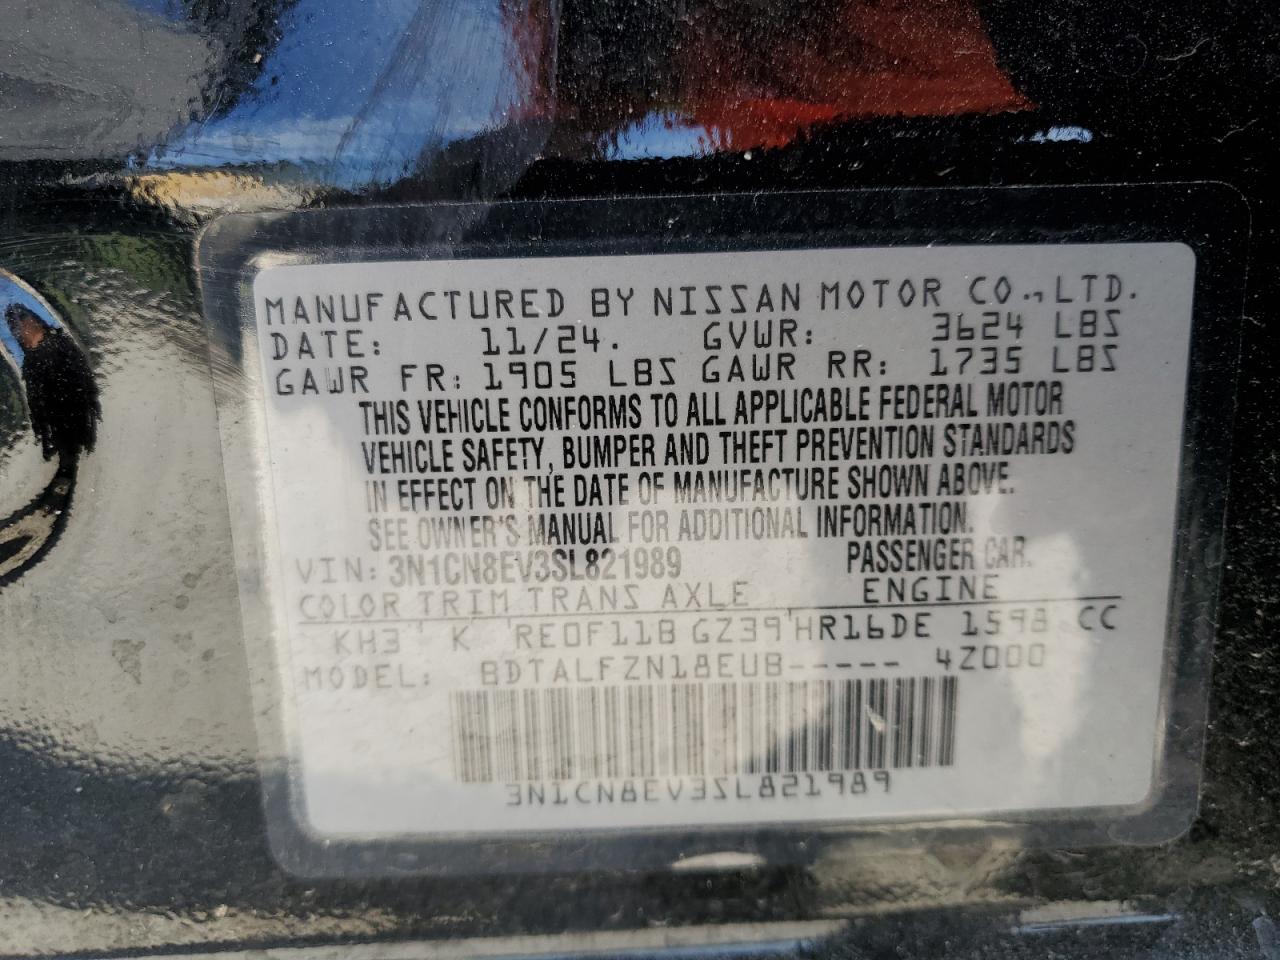 MANUFACTURED BY NISSAN MOTOR CO., LTD.
DATE: 11/24. GVWR: 3624 LBS
GAWR FR: 1905 LBS GAWR RR: 1735 LBS
THIS VEHICLE CONFORMS TO ALL APPLICABLE FEDERAL MOTOR
VEHICLE SAFETY, BUMPER AND THEFT PREVENTION STANDARDS
IN EFFECT ON THE DATE OF MANUFACTURE SHOWN ABOVE.
SEE OWNER'S MANUAL FOR ADDITIONAL INFORMATION.
VIN: 3N1CN8EV3SL821989 PASSENGER CAR.
COLOR TRIM TRANS AXLE ENGINE
KH3 K RE0F11B GZ39 HR16DE 1598 CC
MODEL: BDTALFZN18EUB----- 4Z000
3N1CN8EV3SL821989